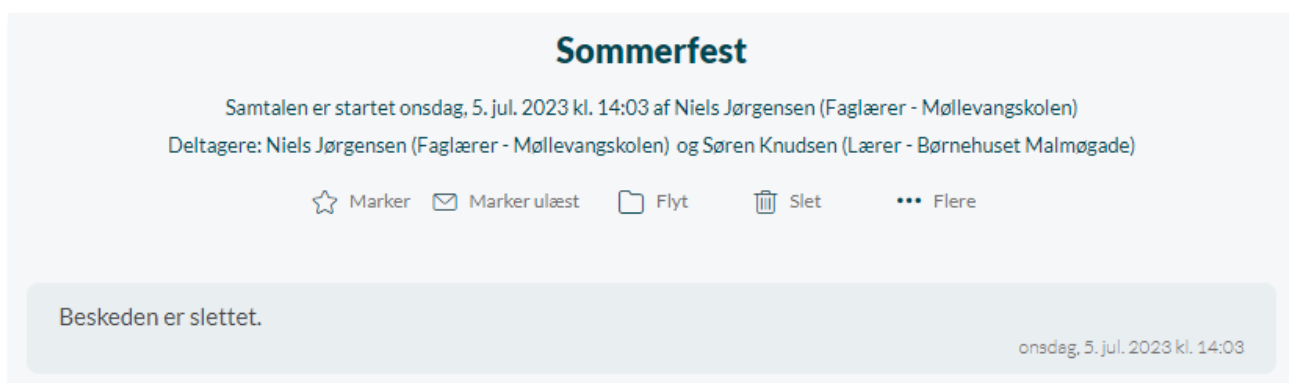 Sommerfest
Samtalen er startet onsdag, 5. jul. 2023 kl. 14:03 af Niels Jørgensen (Faglærer - Møllevangskolen)
Deltagere: Niels Jørgensen (Faglærer - Møllevangskolen) og Søren Knudsen (Lærer - Børnehuset Malmøgade)
Marker Marker ulæst Flyt Slet ••• Flere
Beskeden er slettet.
onsdag, 5. jul. 2023 kl. 14:03